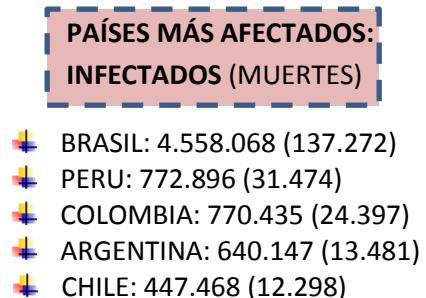 PAÍSES MÁS AFECTADOS:
INFECTADOS (MUERTES)
BRASIL: 4.558.068 (137.272)
PERU: 772.896 (31.474)
COLOMBIA: 770.435 (24.397)
ARGENTINA: 640.147 (13.481)
CHILE: 447.468 (12.298)